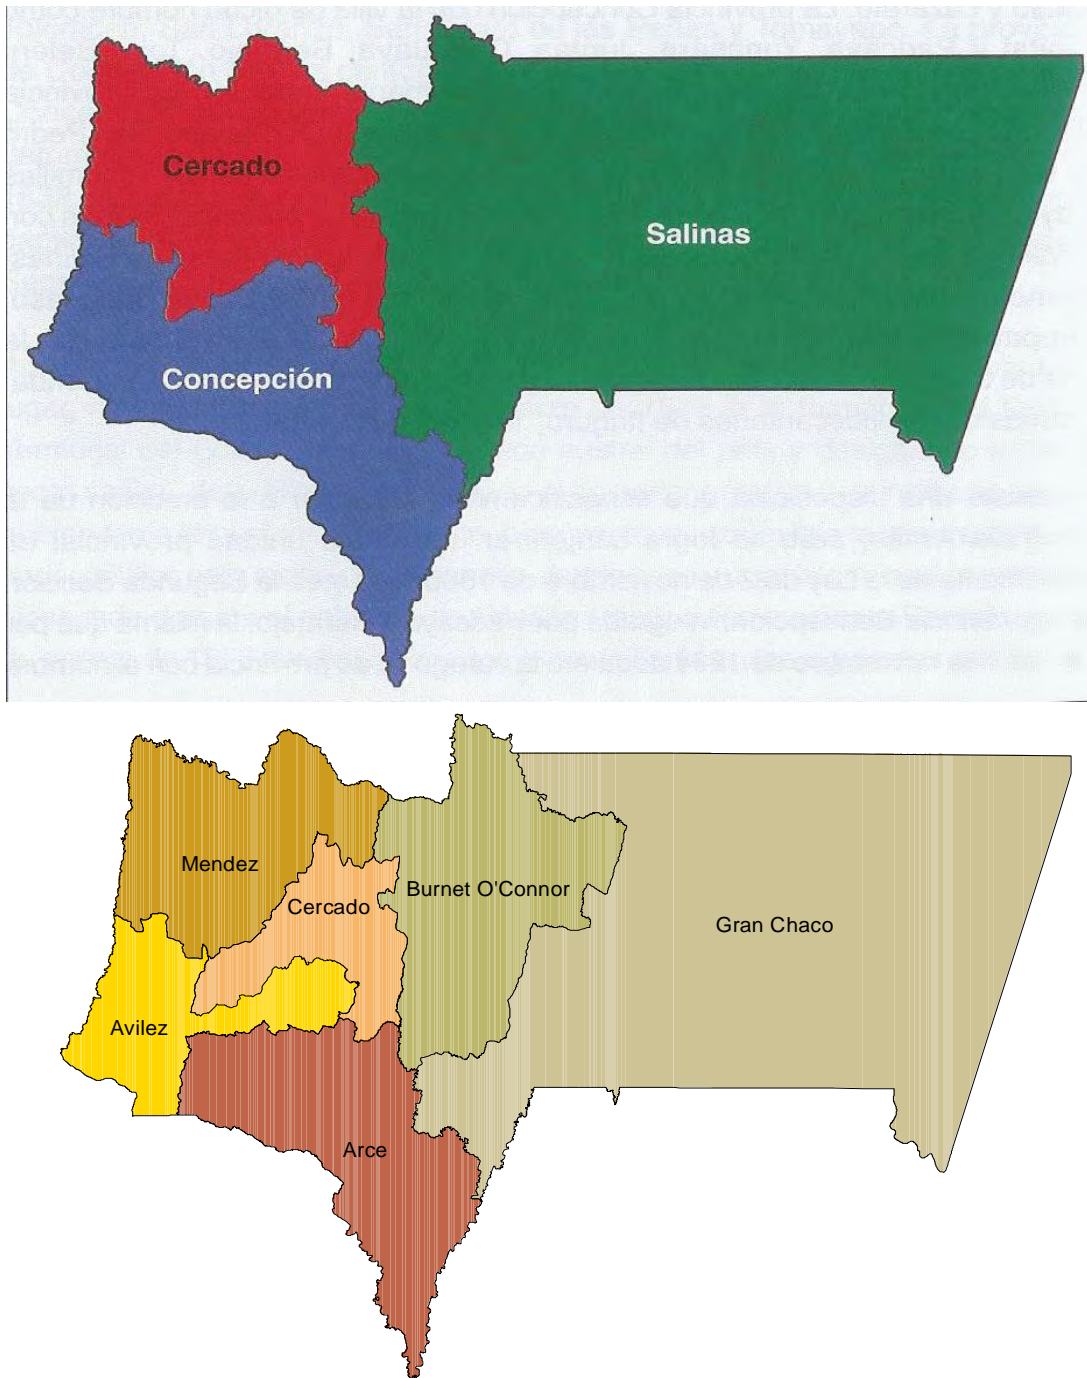 Cercado
Salinas
Concepción
Mendez
Burnet O'Connor
Cercado
Gran Chaco
Avilez
Arce